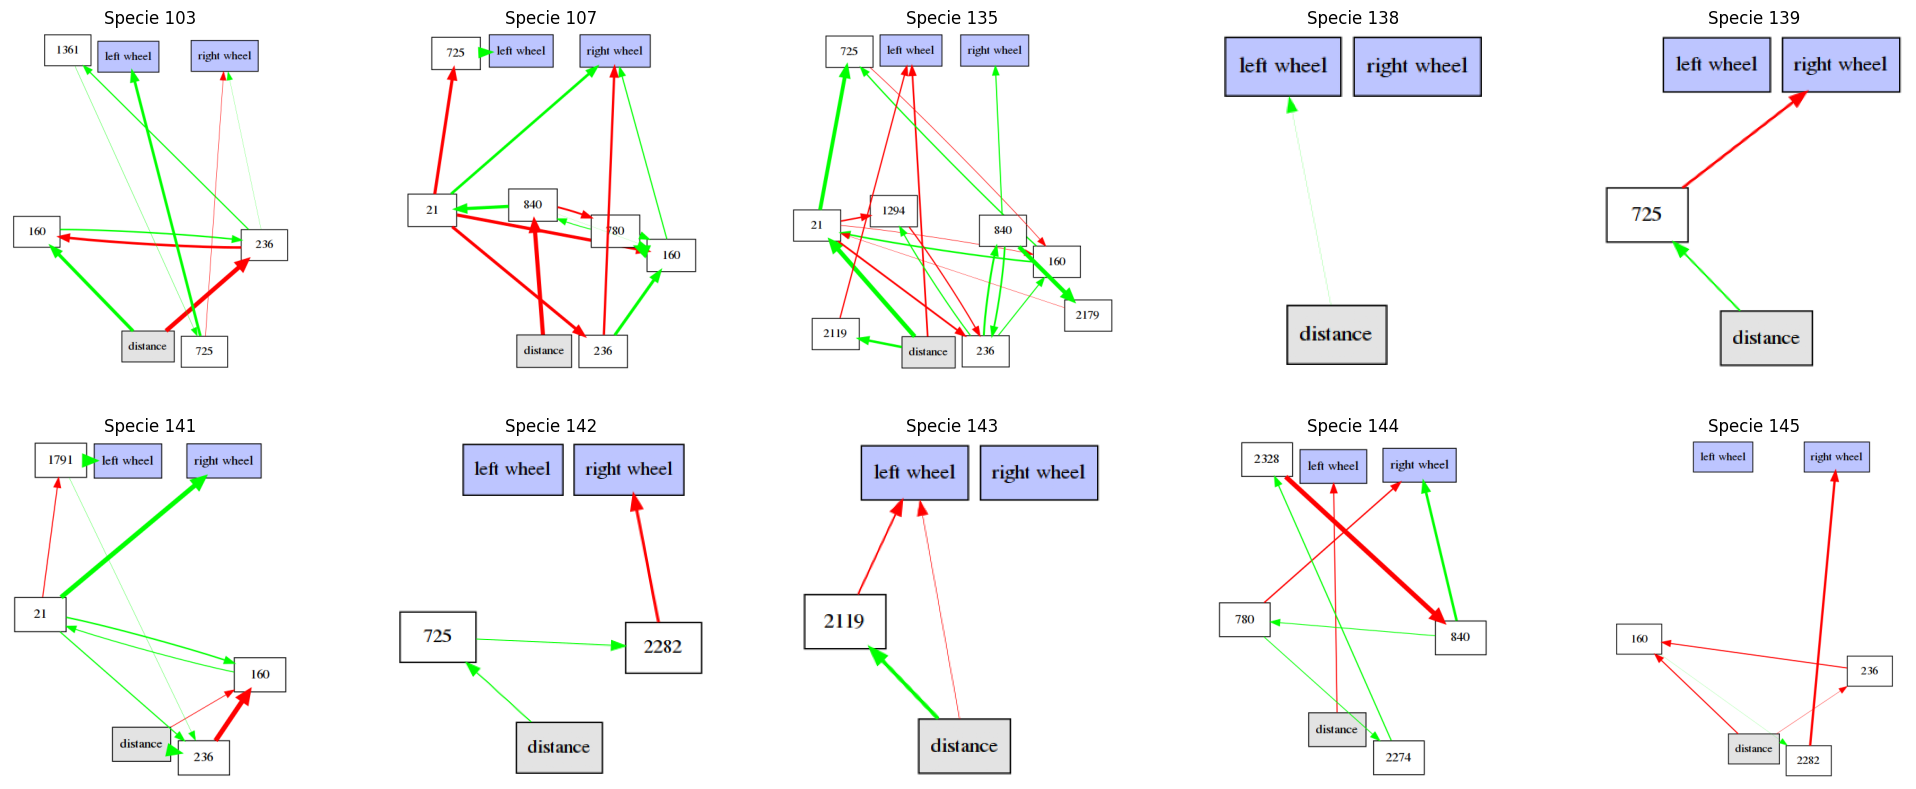 Specie 103
1361
left wheel
right wheel
160
236
distance
725
Specie 107
725
left wheel
right wheel
21
840
780
160
distance
236
Specie 135
725
left wheel
right wheel
21
1294
840
160
2179
2119
distance
236
Specie 138
left wheel
right wheel
distance
Specie 139
left wheel
right wheel
725
distance
Specie 141
1791
left wheel
right wheel
21
160
distance
236
Specie 142
left wheel
right wheel
725
2282
distance
Specie 143
left wheel
right wheel
2119
distance
Specie 144
2328
left wheel
right wheel
780
840
distance
2274
Specie 145
left wheel
right wheel
160
236
distance
2282